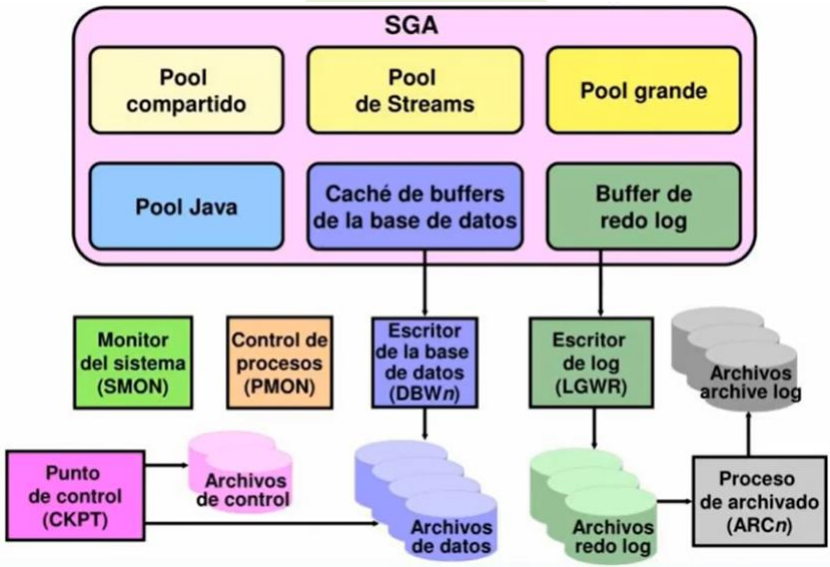 SGA
Pool
compartido
Pool
de Streams
Pool grande
Pool Java
Caché de buffers
de la base de datos
Buffer de
redo log
Monitor
del sistema
(SMON)
Control de
procesos
(PMON)
Escritor
de la base
de datos
(DBWn)
Escritor
de log
(LGWR)
Archivos
archive log
Punto
de control
(CKPT)
Archivos
de control
Archivos
de datos
Archivos
redo log
Proceso
de archivado
(ARCn)